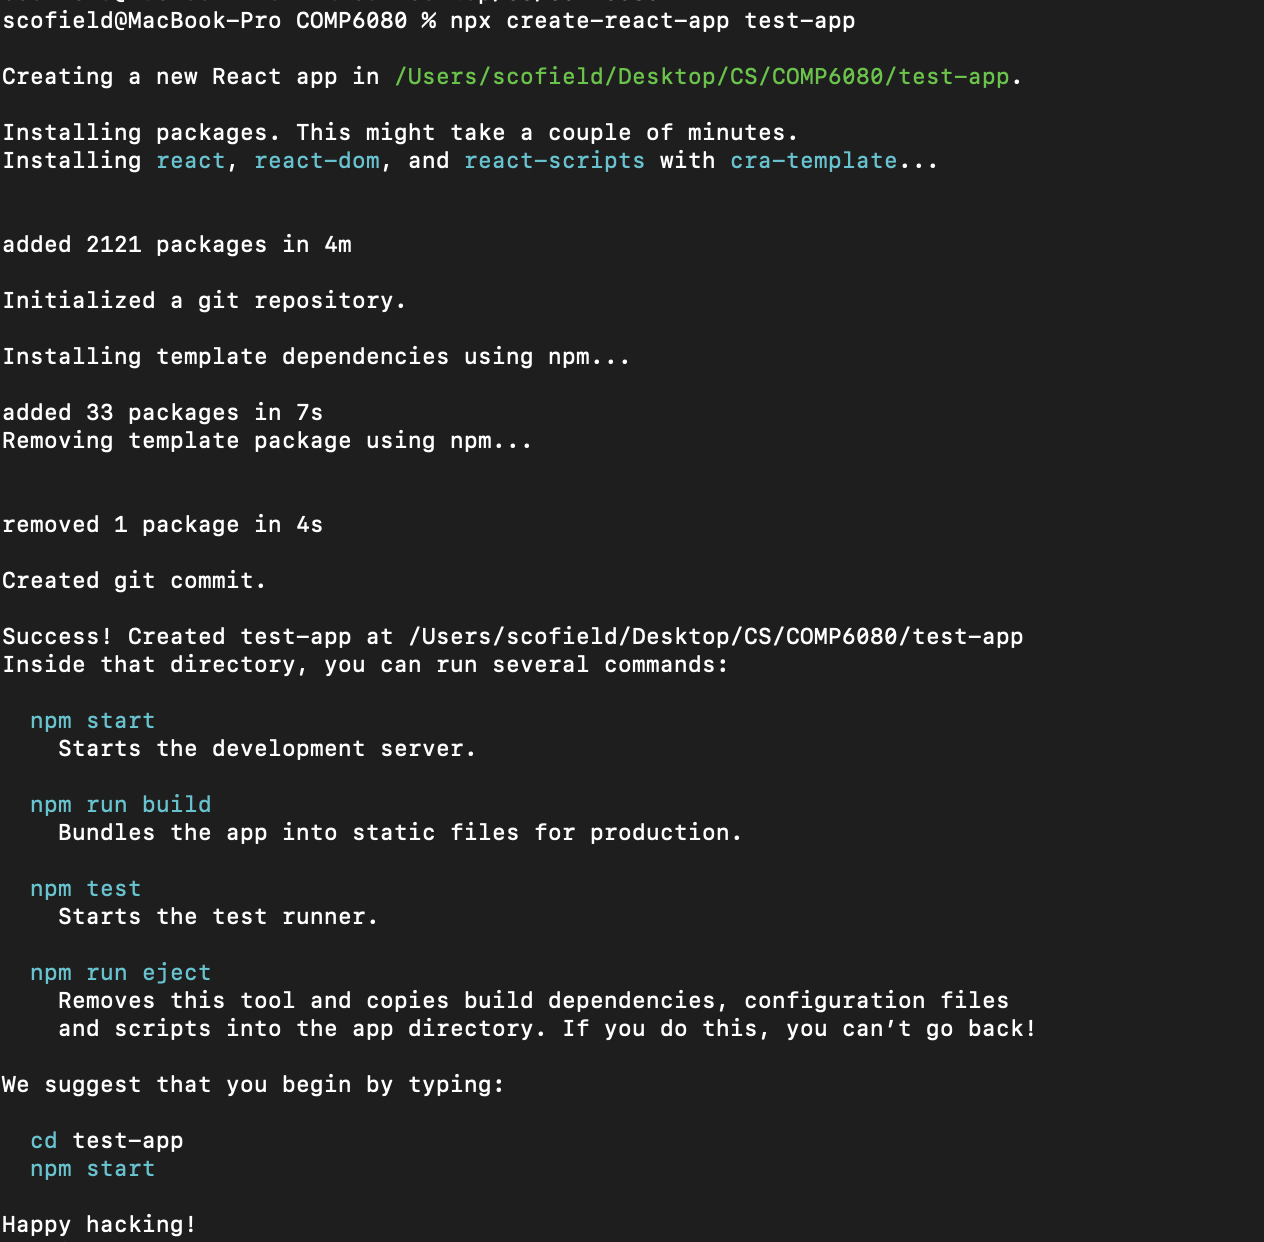 scofield@MacBook-Pro COMP6080 % npx create-react-app test-app
Creating a new React app in /Users/scofield/Desktop/CS/COMP6080/test-app.
Installing packages. This might take a couple of minutes.
Installing react, react-dom, and react-scripts with cra-template...
added 2121 packages in 4m
Initialized a git repository.
Installing template dependencies using npm...
added 33 packages in 7s
Removing template package using npm...
removed 1 package in 4s
Created git commit.
Success! Created test-app at /Users/scofield/Desktop/CS/COMP6080/test-app
Inside that directory, you can run several commands:
npm start
Starts the development server.
npm run build
Bundles the app into static files for production.
npm test
Starts the test runner.
npm run eject
Removes this tool and copies build dependencies, configuration files
and scripts into the app directory. If you do this, you can’t go back!
We suggest that you begin by typing:
cd test-app
npm start
Happy hacking!